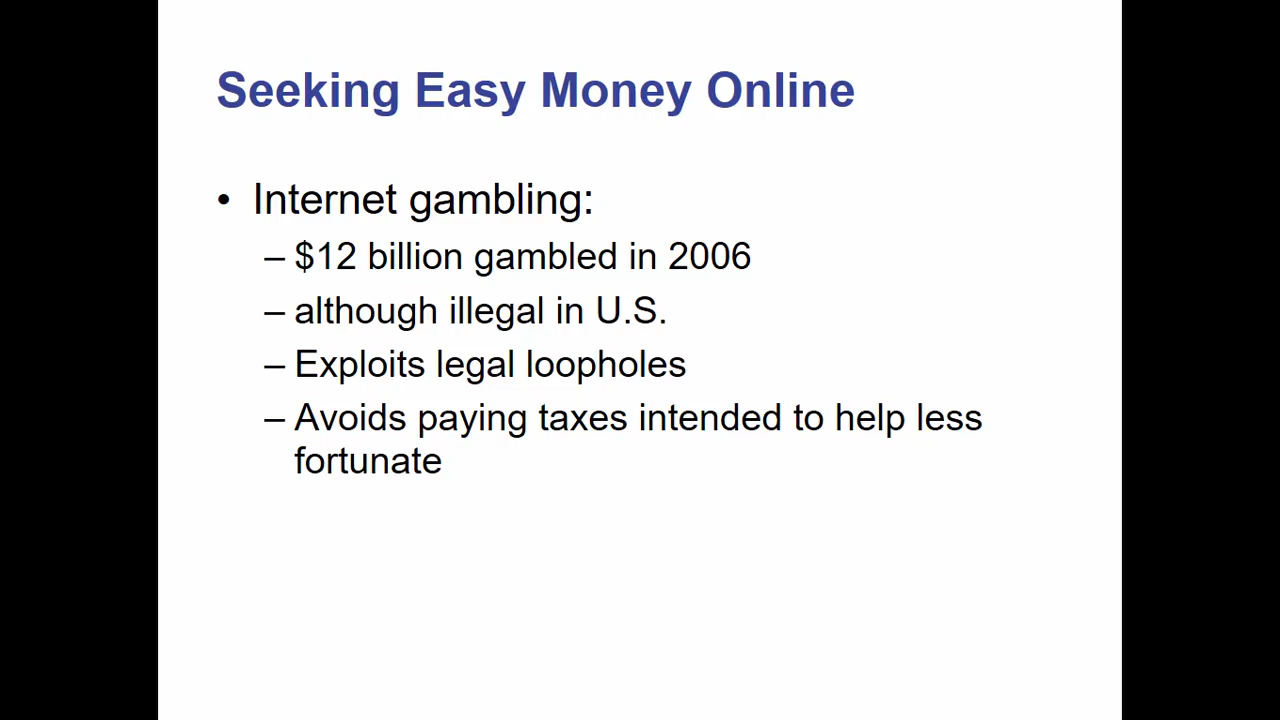 Seeking Easy Money Online
• Internet gambling:
– $12 billion gambled in 2006
– although illegal in U.S.
– Exploits legal loopholes
– Avoids paying taxes intended to help less
fortunate